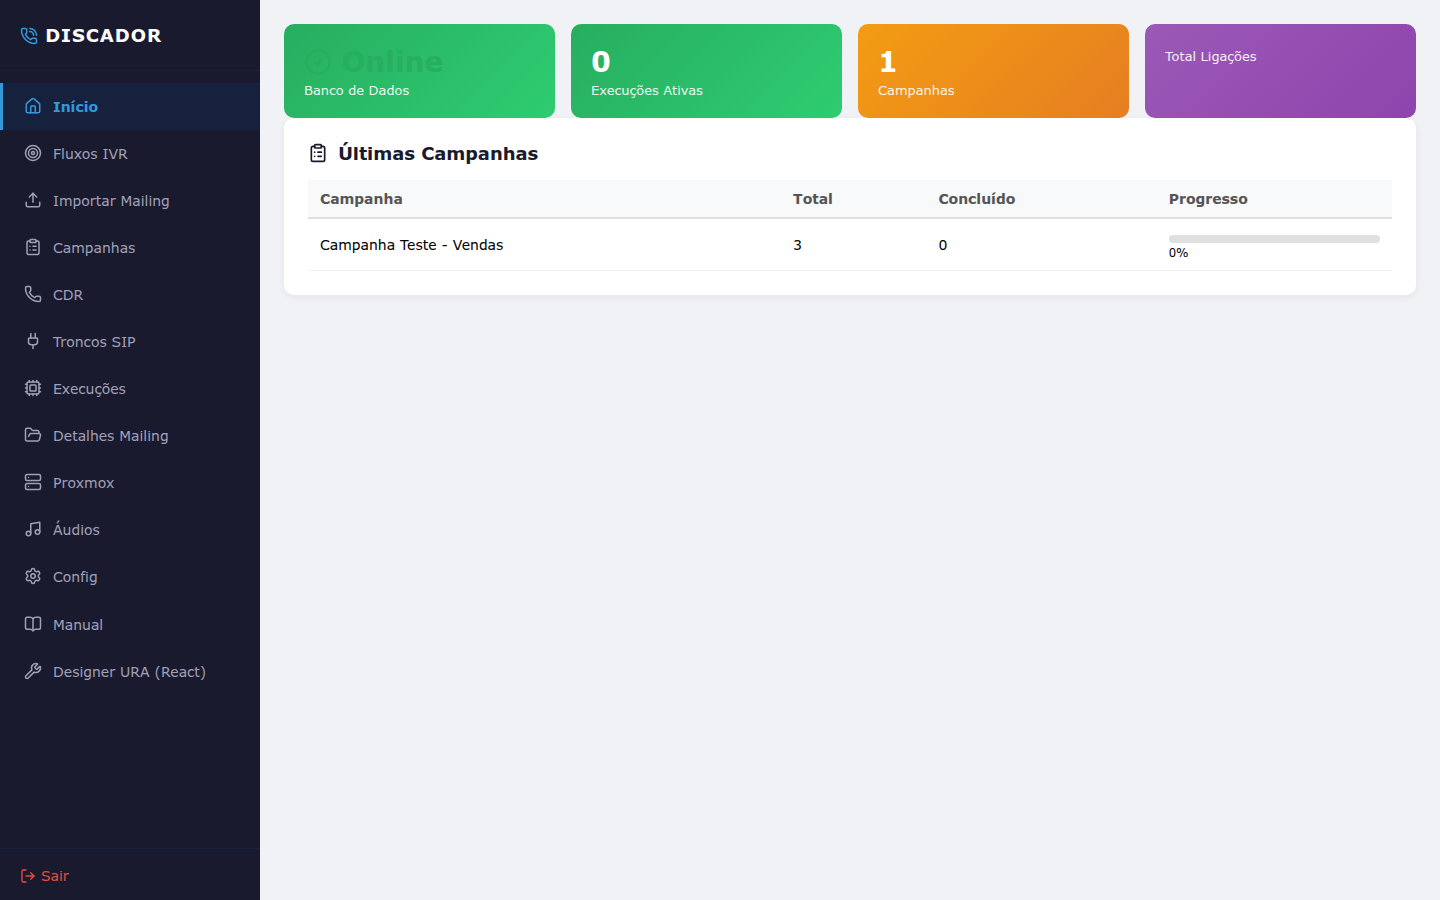 DISCADOR
Início
Fluxos IVR
Importar Mailing
Campanhas
CDR
Troncos SIP
Execuções
Detalhes Mailing
Proxmox
Áudios
Config
Manual
Designer URA (React)
Sair
Online
Banco de Dados
0
Execuções Ativas
1
Campanhas
Total Ligações
Últimas Campanhas
Campanha Total Concluído Progresso
Campanha Teste - Vendas 3 0 0%